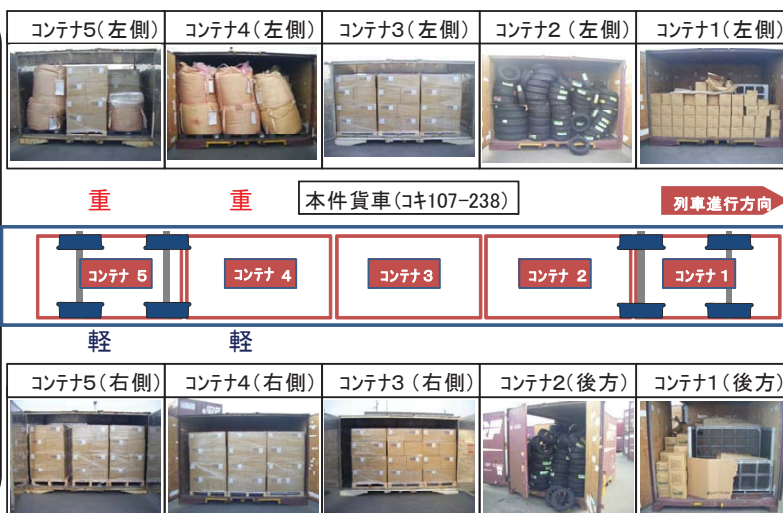 コンテナ5(左側) コンテナ4(左側) コンテナ3(左側) コンテナ2(左側) コンテナ1(左側)
重 重 本件貨車(コキ107-238) 列車進行方向
コンテナ 5 コンテナ 4 コンテナ3 コンテナ 2 コンテナ 1
軽 軽
コンテナ5(右側) コンテナ4(右側) コンテナ3(右側) コンテナ2(後方) コンテナ1(後方)